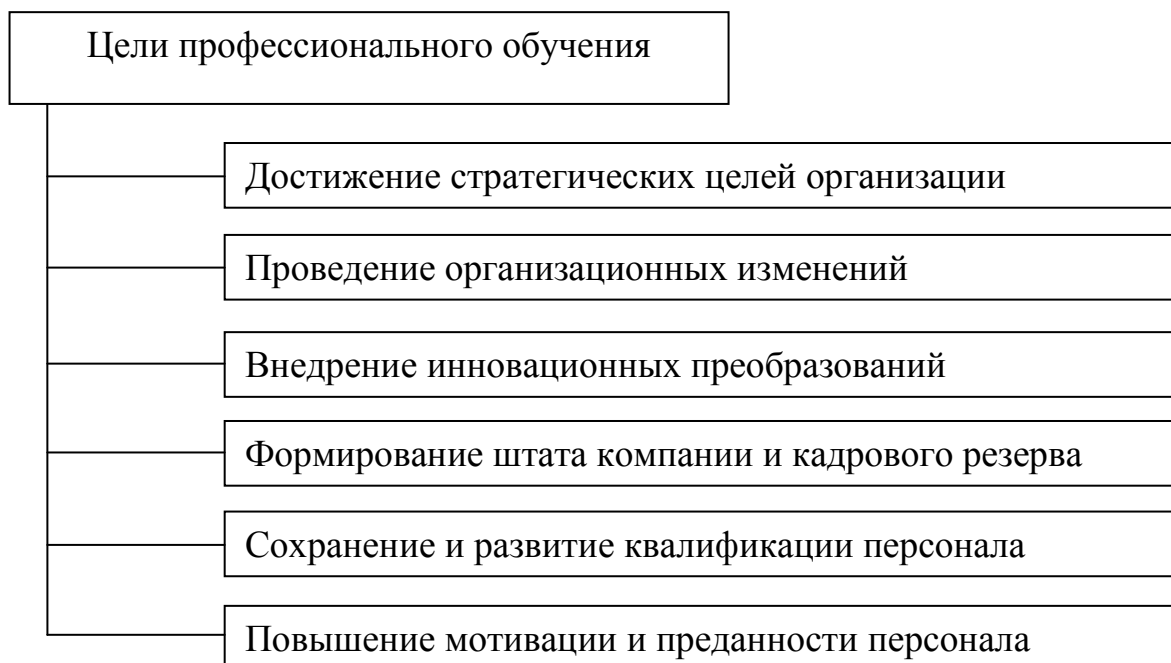 Цели профессионального обучения
Достижение стратегических целей организации
Проведение организационных изменений
Внедрение инновационных преобразований
Формирование штата компании и кадрового резерва
Сохранение и развитие квалификации персонала
Повышение мотивации и преданности персонала